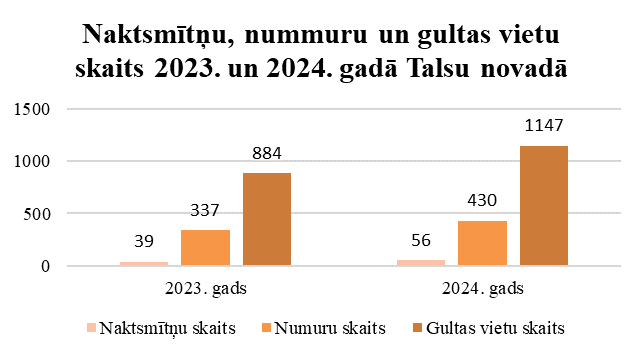 Naktsmītņu, nummuru un gultas vietu
skaits 2023. un 2024. gadā Talsu novadā
1500
1000
500
0
39
337
884
56
430
1147
2023. gads
2024. gads
Naktsmītņu skaits
Numuru skaits
Gultas vietu skaits